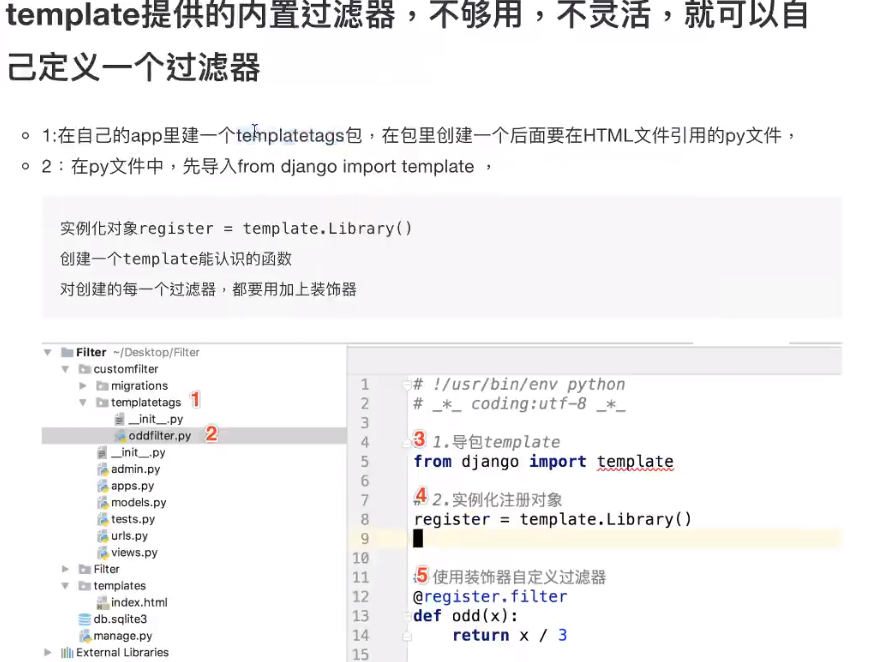 template提供的内置过滤器，不够用，不灵活，就可以自
己定义一个过滤器
1:在自己的app里建一个templatetags包，在包里创建一个后面要在HTML文件引用的py文件，
2：在py文件中，先导入from django import template ，
实例化对象register = template.Library()
创建一个template能认识的函数
对创建的每一个过滤器，都要用加上装饰器
Filter ~/Desktop/Filter
customfilter
migrations
templatetags 1
__init__.py
oddfilter.py 2
__init__.py
admin.py
apps.py
models.py
tests.py
urls.py
views.py
Filter
templates
index.html
db.sqlite3
manage.py
External Libraries
1 # !/usr/bin/env python
2 # _*_ coding:utf-8 _*_
3
4 3 1.导包template
5 from django import template
6
7 # 4 2.实例化注册对象
8 register = template.Library()
9
10
11 5 使用装饰器自定义过滤器
12 @register.filter
13 def odd(x):
14 return x / 3
15